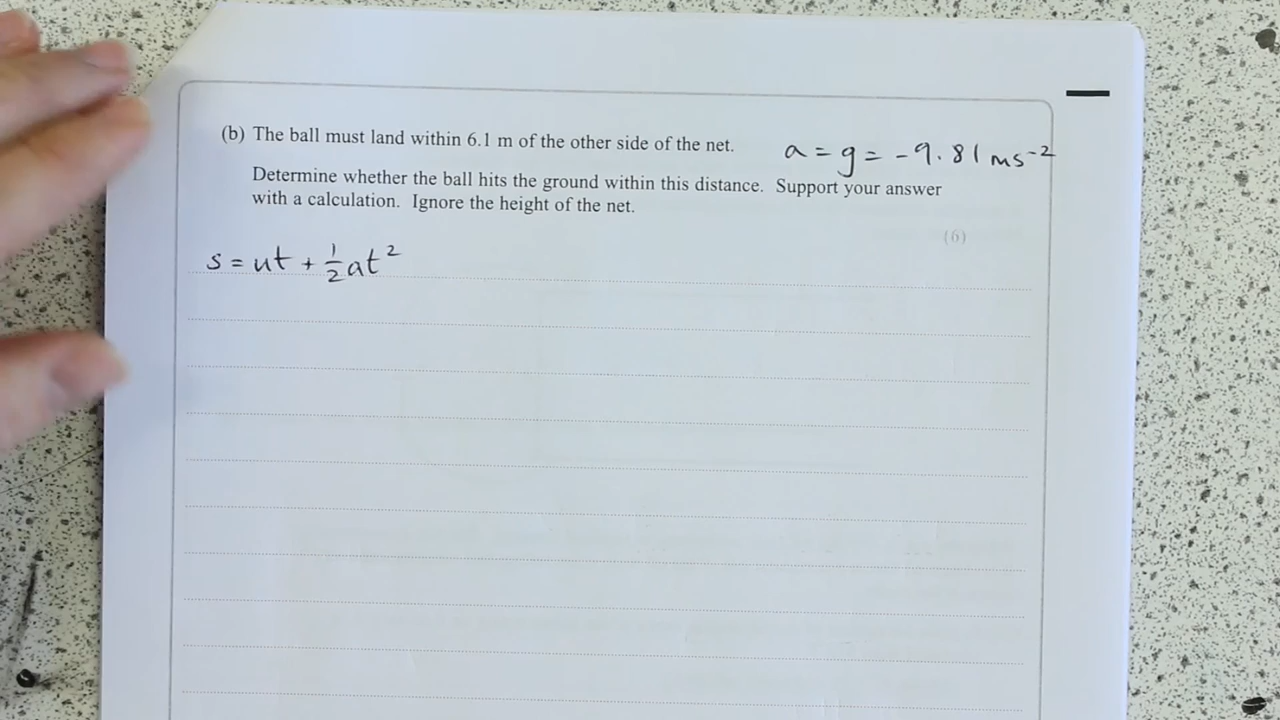 (b) The ball must land within 6.1 m of the other side of the net.
a = g = -9.81 ms⁻²
Determine whether the ball hits the ground within this distance. Support your answer
with a calculation. Ignore the height of the net.
(6)
s = ut + ½at²